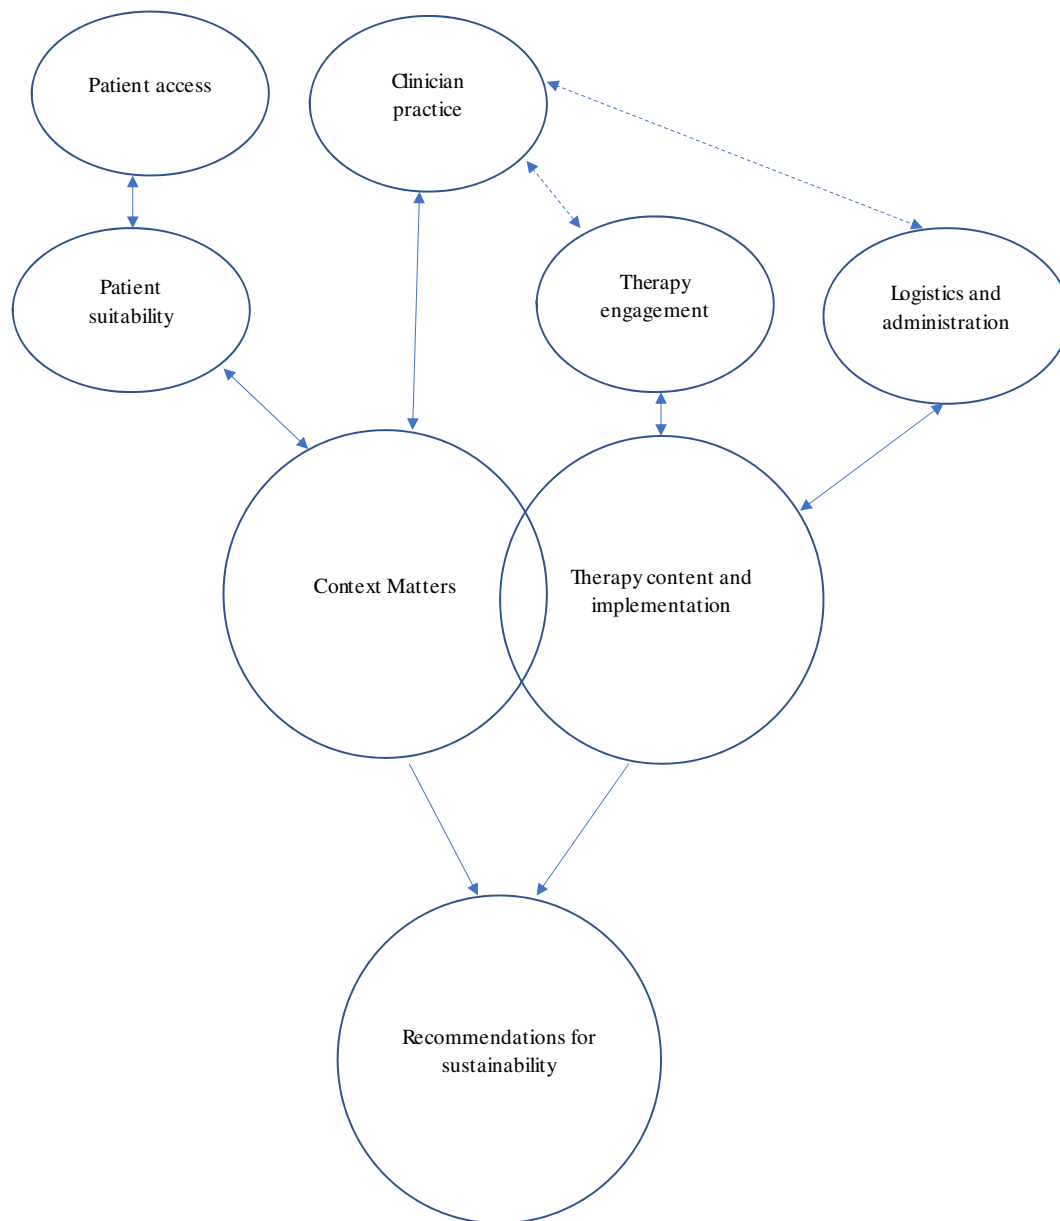 Patient access
Clinician
practice
Patient
suitability
Therapy
engagement
Logistics and
administration
Context Matters
Therapy content and
implementation
Recommendations for
sustainability